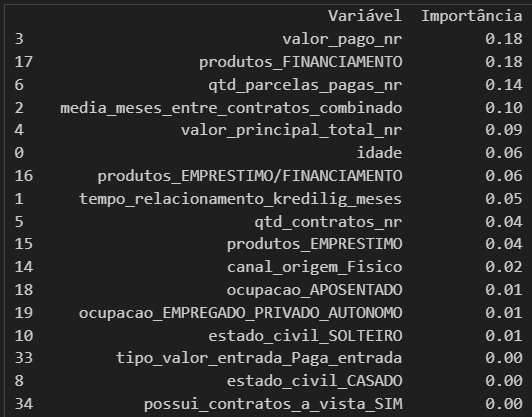 Variável Importância
3 valor_pago_nr 0.18
17 produtos_FINANCIAMENTO 0.18
6 qtd_parcelas_pagas_nr 0.14
2 media_meses_entre_contratos_combinado 0.10
4 valor_principal_total_nr 0.09
0 idade 0.06
16 produtos_EMPRESTIMO/FINANCIAMENTO 0.06
1 tempo_relacionamento_kredilig_meses 0.05
5 qtd_contratos_nr 0.04
15 produtos_EMPRESTIMO 0.04
14 canal_origem_Fisico 0.02
18 ocupacao_APOSENTADO 0.01
19 ocupacao_EMPREGADO_PRIVADO_AUTONOMO 0.01
10 estado_civil_SOLTEIRO 0.01
33 tipo_valor_entrada_Paga_entrada 0.00
8 estado_civil_CASADO 0.00
34 possui_contratos_a_vista_SIM 0.00